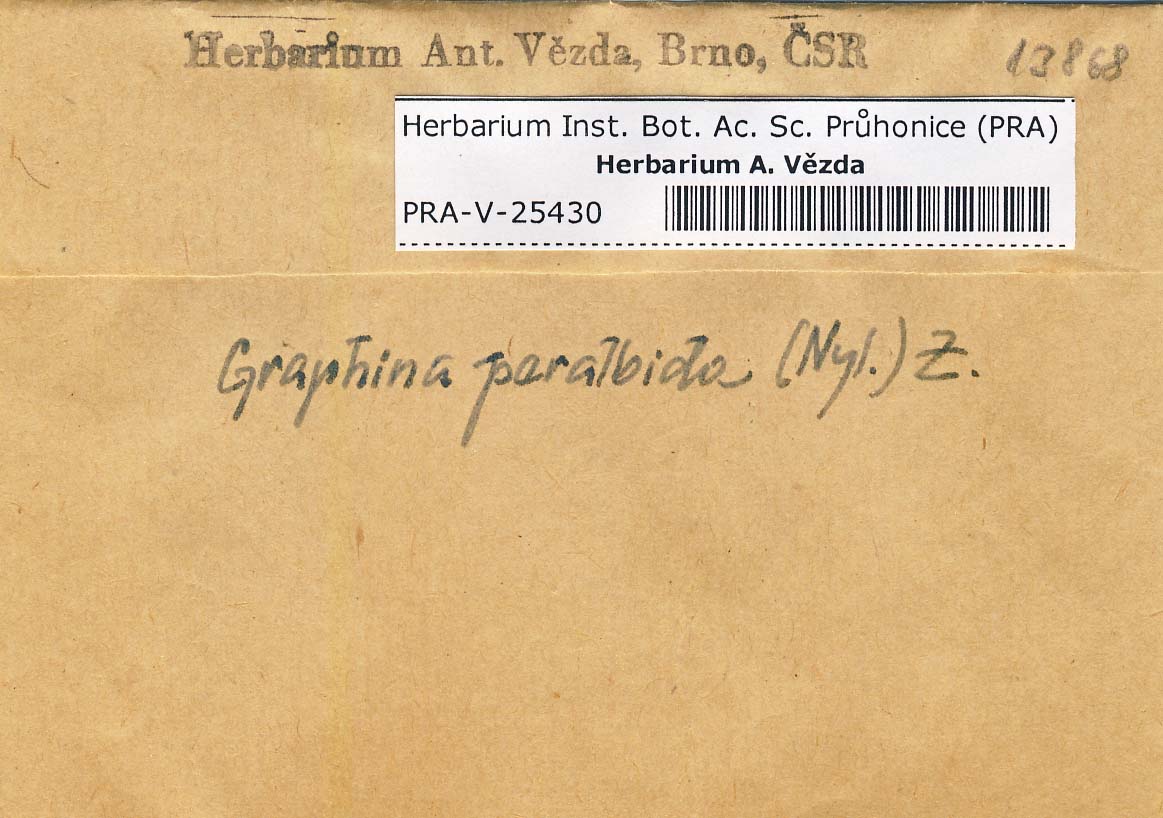 Herbarium Ant. Vězda, Brno, ČSR 13868
Herbarium Inst. Bot. Ac. Sc. Průhonice (PRA)
Herbarium A. Vězda
PRA-V-25430
Graphina peralbida (Nyl.) Z.